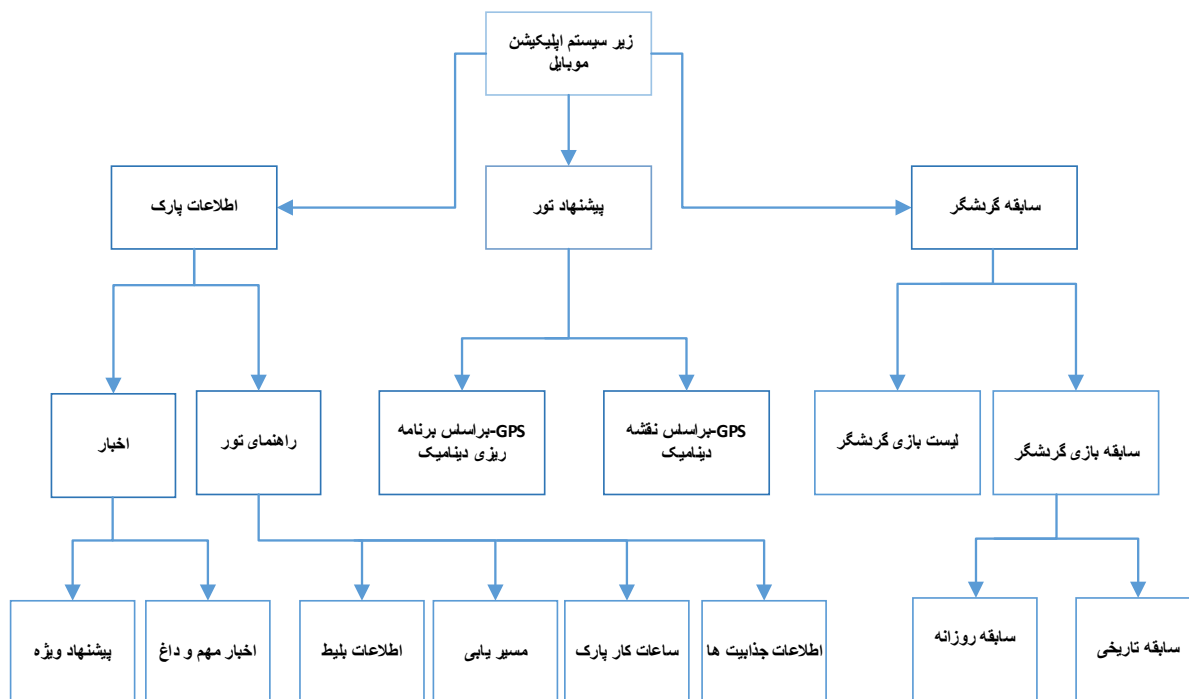 زیر سیستم اپلیکیشن
موبایل
سابقه گردشگر
پیشنهاد تور
اطلاعات پارک
سابقه بازی گردشگر
لیست بازی گردشگر
GPS-براساس نقشه
دینامیک
GPS-براساس برنامه
ریزی دینامیک
راهنمای تور
اخبار
سابقه تاریخی
سابقه روزانه
اطلاعات جذابیت ها
ساعات کار پارک
مسیر یابی
اطلاعات بلیط
اخبار مهم و داغ
پیشنهاد ویژه